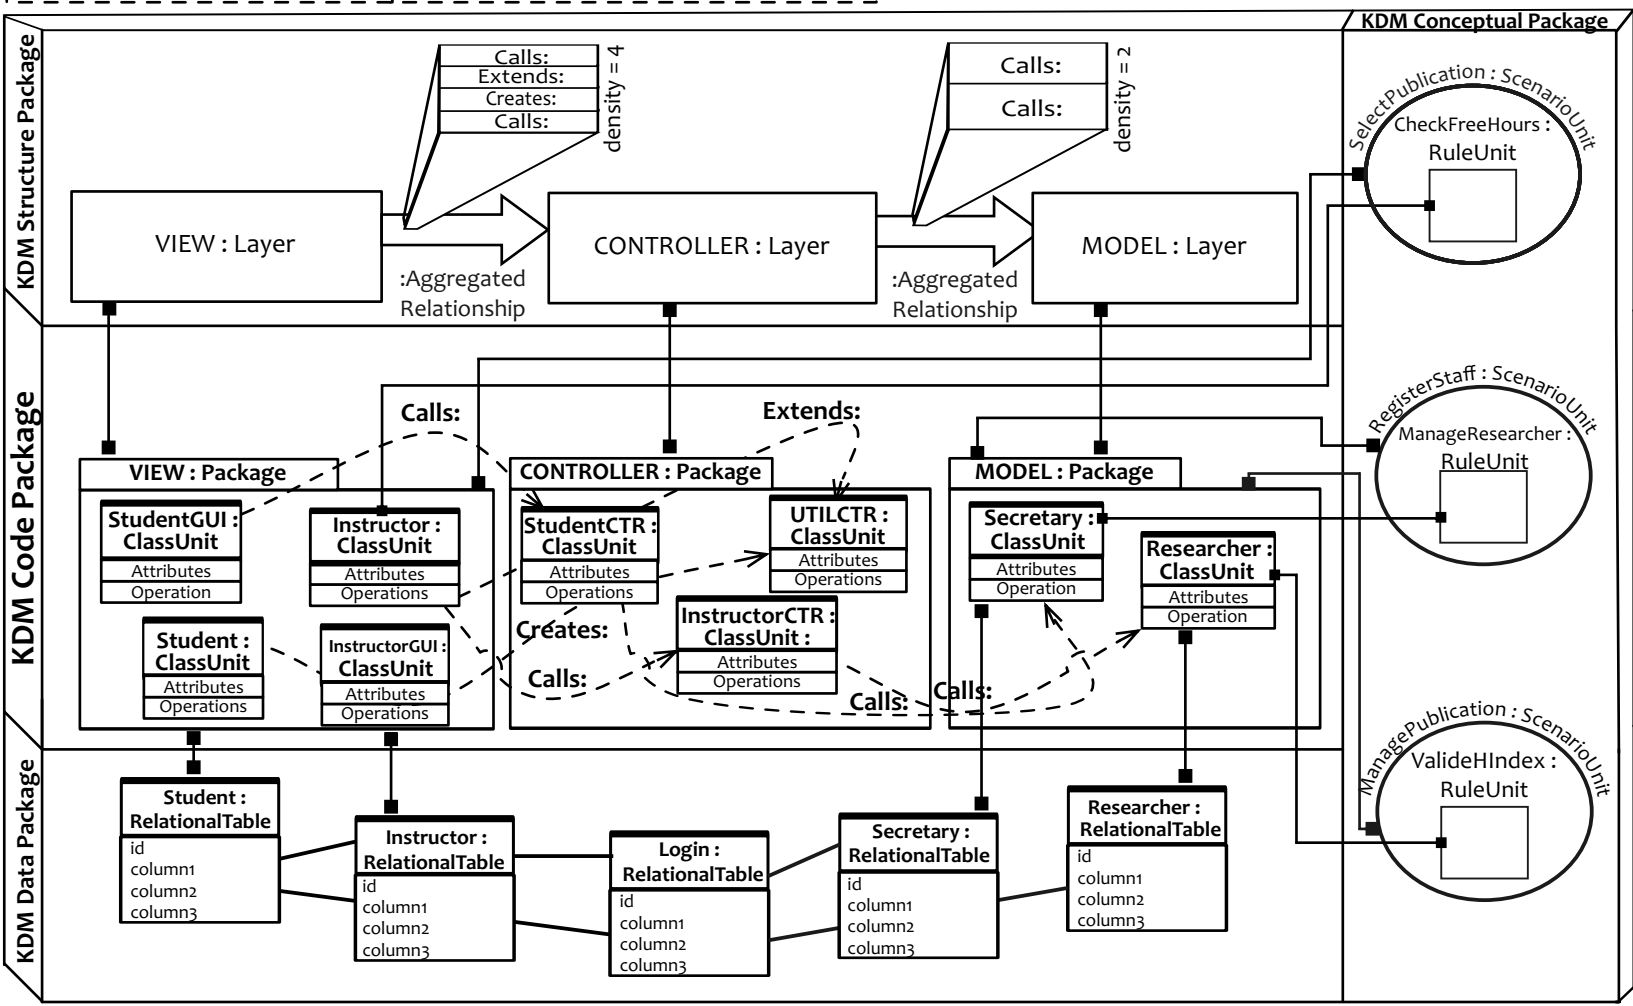 KDM Conceptual Package
KDM Structure Package
Calls:
Extends:
Creates:
Calls:
density = 4
Calls:
Calls:
density = 2
VIEW : Layer
CONTROLLER : Layer
MODEL : Layer
:Aggregated
Relationship
:Aggregated
Relationship
SelectPublication : ScenarioUnit
CheckFreeHours :
RuleUnit
KDM Code Package
Calls:
Extends:
VIEW : Package
CONTROLLER : Package
MODEL : Package
StudentGUI :
ClassUnit
Attributes
Operation
Instructor :
ClassUnit
Attributes
Operations
StudentCTR :
ClassUnit
Attributes
Operations
UTILCTR :
ClassUnit
Attributes
Operations
Secretary :
ClassUnit
Attributes
Operation
Researcher :
ClassUnit
Attributes
Operation
Student :
ClassUnit
Attributes
Operations
InstructorGUI :
ClassUnit
Attributes
Operations
Creates:
Calls:
InstructorCTR :
ClassUnit :
Attributes
Operations
Calls:
Calls:
RegisterStaff : ScenarioUnit
ManageResearcher :
RuleUnit
ManagePublication : ScenarioUnit
ValideHIndex :
RuleUnit
KDM Data Package
Student :
RelationalTable
id
column1
column2
column3
Instructor :
RelationalTable
id
column1
column2
column3
Login :
RelationalTable
id
column1
column2
column3
Secretary :
RelationalTable
id
column1
column2
column3
Researcher :
RelationalTable
id
column1
column2
column3